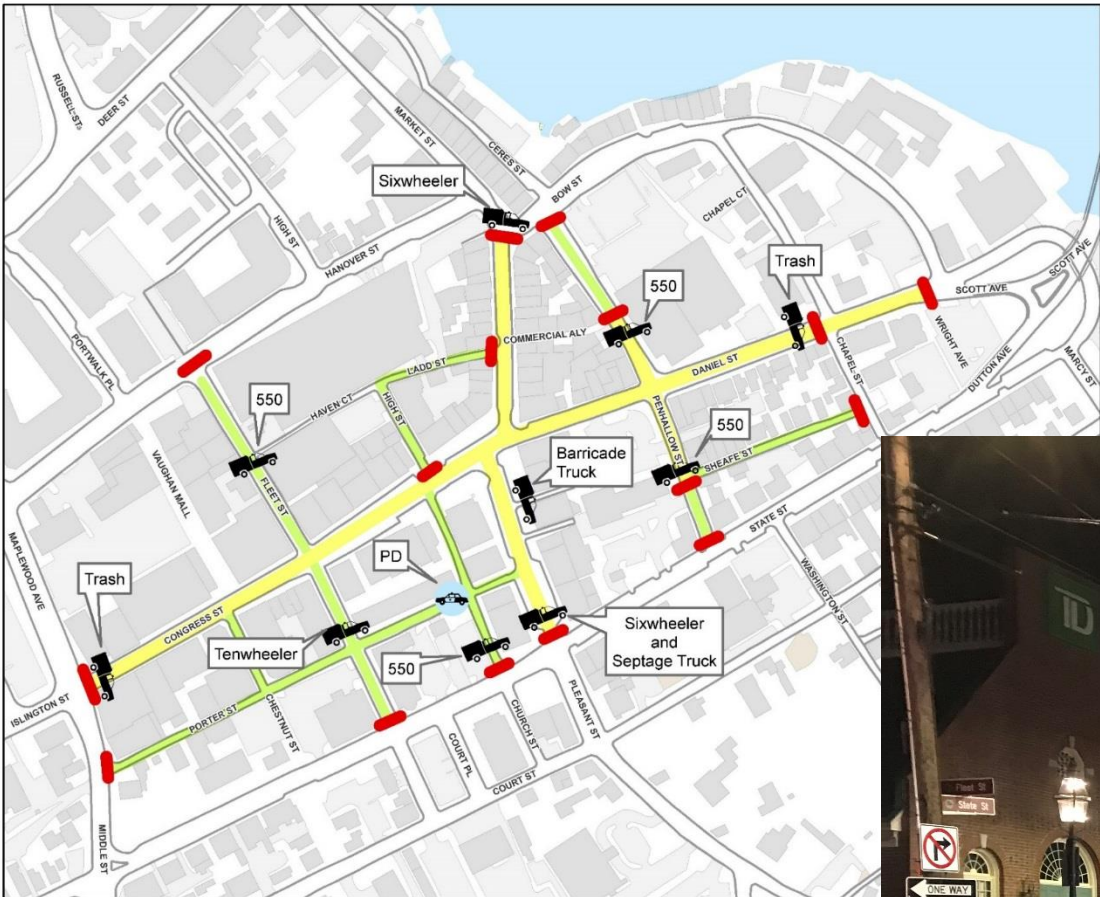 RUSSELL ST
DEER ST
MARKET ST
CERES ST
Sixwheeler
BOW ST
HIGH ST
HANOVER ST
CHAPEL CT
Trash
SCOTT AVE
SCOTT AVE
550
PORTWALK PL
COMMERCIAL ALY
LADD ST
DANIEL ST
CHAPEL ST
WRIGHT AVE
DUTTON AVE
MARCY ST
550
HAVEN CT
HIGH ST
PENHALLOW ST
550
SHEAFE ST
VAUGHAN MALL
FLEET ST
Barricade
Truck
STATE ST
WASHINGTON ST
MAPLEWOOD AVE
PD
Trash
CONGRESS ST
Tenwheeler
550
Sixwheeler
and
Septage Truck
ISLINGTON ST
PORTER ST
CHESTNUT ST
CHURCH ST
PLEASANT ST
COURT PL
COURT ST
MIDDLE ST
TD
Fleet St
State St
ONE WAY